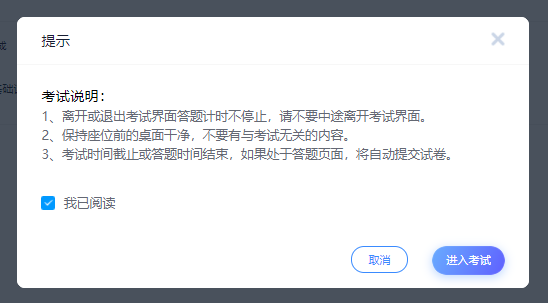 提示
考试说明：
1、离开或退出考试界面答题计时不停止，请不要中途离开考试界面。
2、保持座位前的桌面干净，不要有与考试无关的内容。
3、考试时间截止或答题时间结束，如果处于答题页面，将自动提交试卷。
我已阅读
取消
进入考试